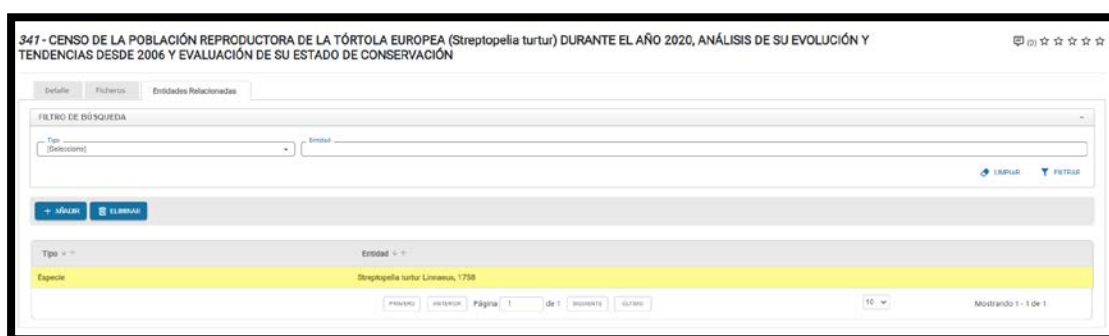 341 - CENSO DE LA POBLACIÓN REPRODUCTORA DE LA TÓRTOLA EUROPEA (Streptopelia turtur) DURANTE EL AÑO 2020, ANÁLISIS DE SU EVOLUCIÓN Y
TENDENCIAS DESDE 2006 Y EVALUACIÓN DE SU ESTADO DE CONSERVACIÓN
(0)
Detalle Ficheros Entidades Relacionadas
FILTRO DE BÚSQUEDA
Tipo Entidad
[Seleccione]
LIMPIAR FILTRAR
+ AÑADIR ELIMINAR
Tipo Entidad
Especie Streptopelia turtur Linnaeus, 1758
PRIMERO ANTERIOR Página 1 de 1 SIGUIENTE ÚLTIMO 10 Mostrando 1 - 1 de 1